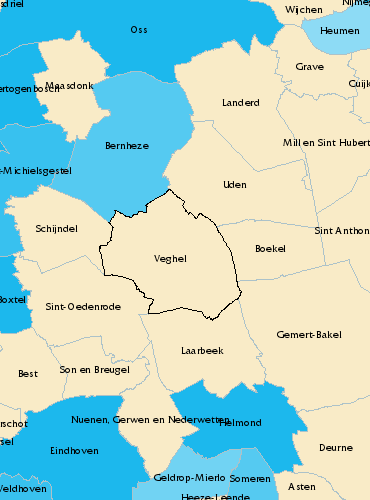 sdriel
Wijchen
Nijme
Oss
Heumen
Grave
Maasdonk
Cuijk
ertogenbosch
Landerd
Bernheze
Mill en Sint Hubert
-Michielsgestel
Uden
Schijndel
Sint Anthon
Boekel
Veghel
Boxtel
Sint-Oedenrode
Gemert-Bakel
Laarbeek
Best
Son en Breugel
Nuenen, Gerwen en Nederwetten
Helmond
rschot
sel
Eindhoven
Deurne
Geldrop-Mierlo
Someren
Asten
Veldhoven
Heeze-Leende